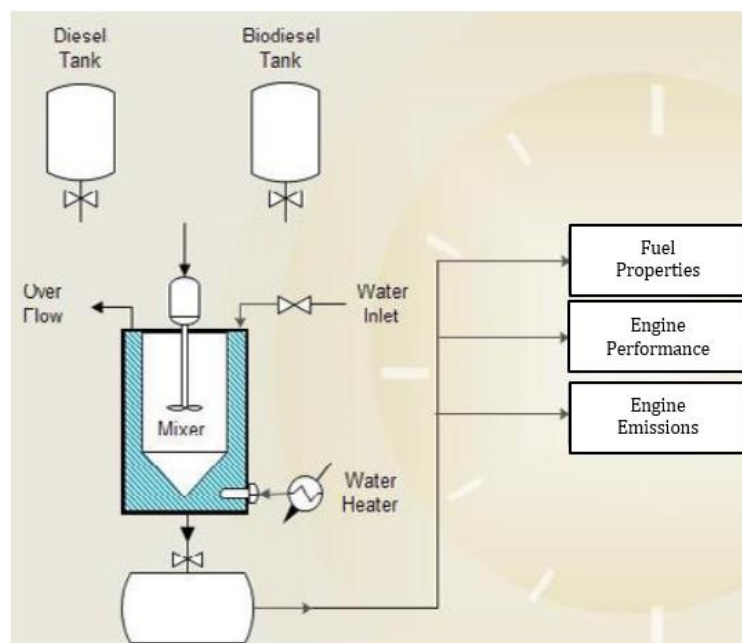 Diesel
Tank
Biodiesel
Tank
Over
Flow
Water
Inlet
Mixer
Water
Heater
Fuel
Properties
Engine
Performance
Engine
Emissions